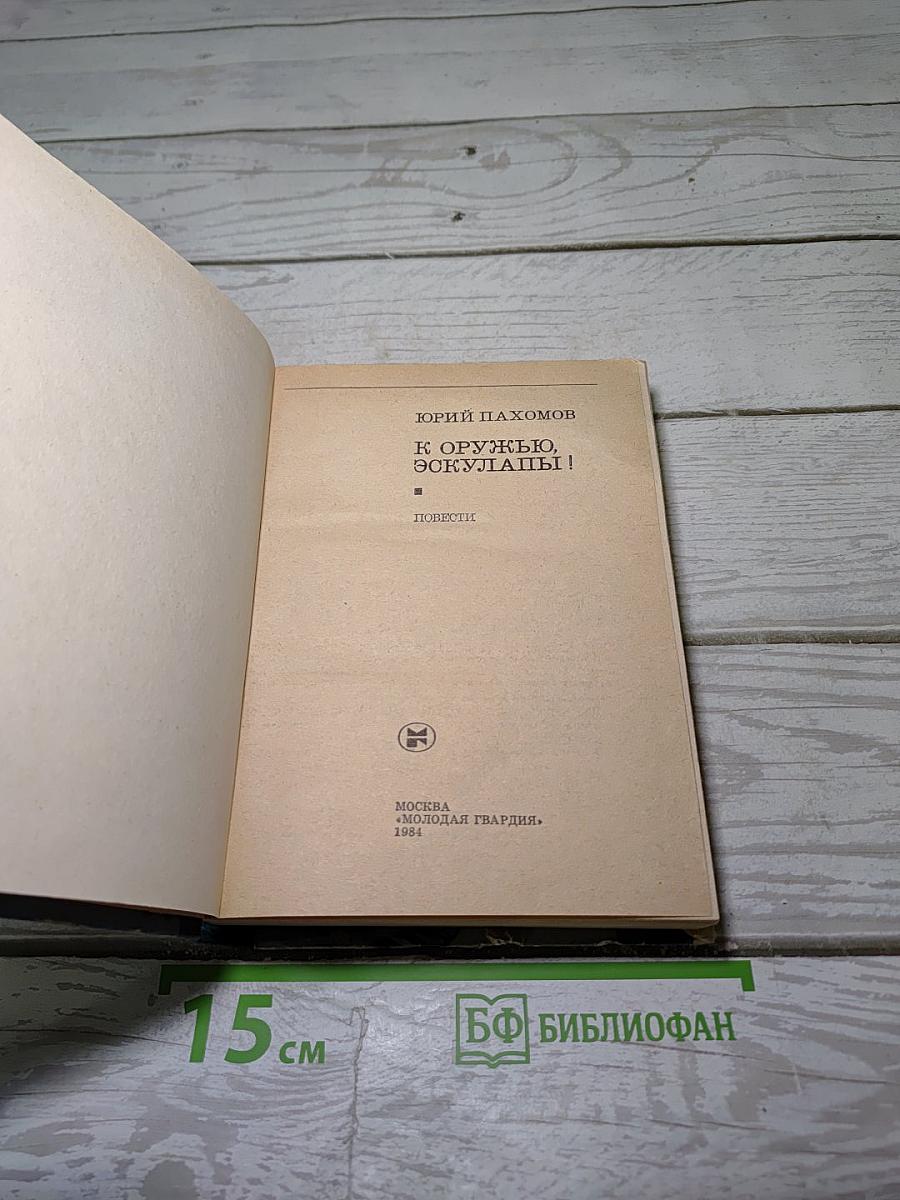 ЮРИЙ ПАХОМОВ
К ОРУЖЬЮ,
ЭСКУЛАПЫ!
ПОВЕСТИ
МОСКВА
«МОЛОДАЯ ГВАРДИЯ»
1984
15 см
БФ БИБЛИОФАН